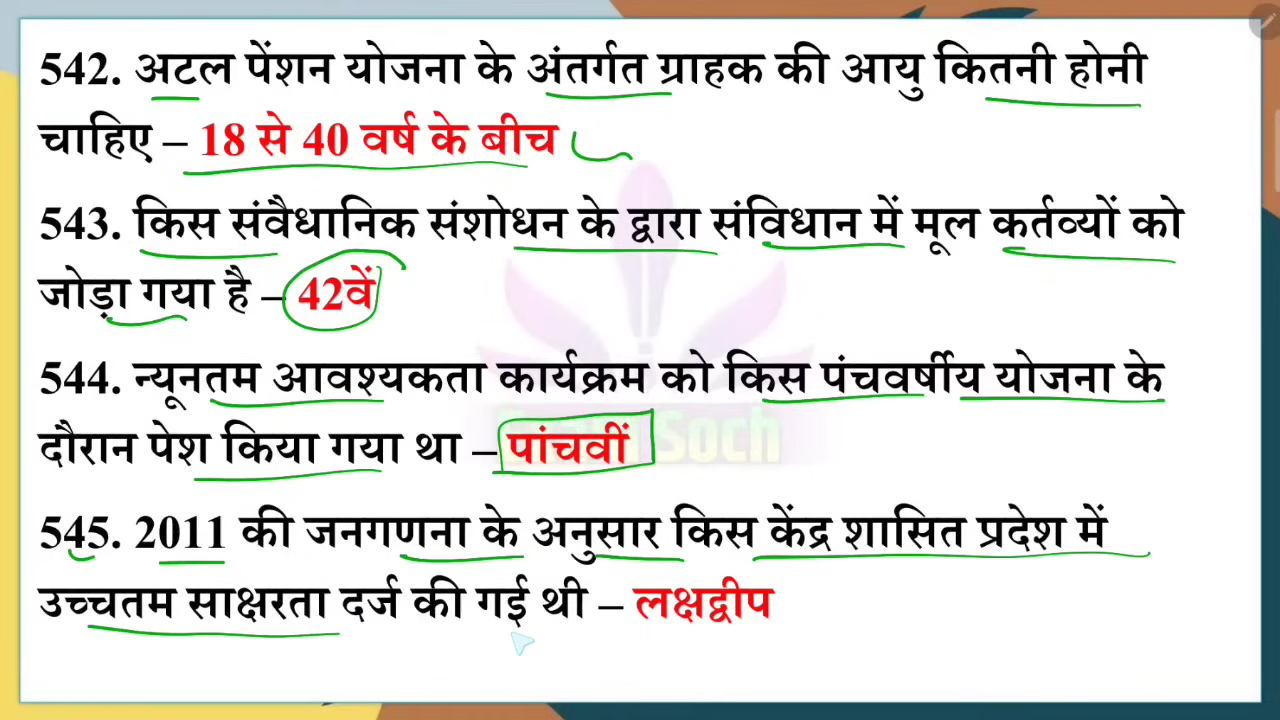 542. अटल पेंशन योजना के अंतर्गत ग्राहक की आयु कितनी होनी
चाहिए – 18 से 40 वर्ष के बीच
543. किस संवैधानिक संशोधन के द्वारा संविधान में मूल कर्तव्यों को
जोड़ा गया है – 42वें
544. न्यूनतम आवश्यकता कार्यक्रम को किस पंचवर्षीय योजना के
दौरान पेश किया गया था – पांचवीं
Soch
545. 2011 की जनगणना के अनुसार किस केंद्र शासित प्रदेश में
उच्चतम साक्षरता दर्ज की गई थी – लक्षद्वीप